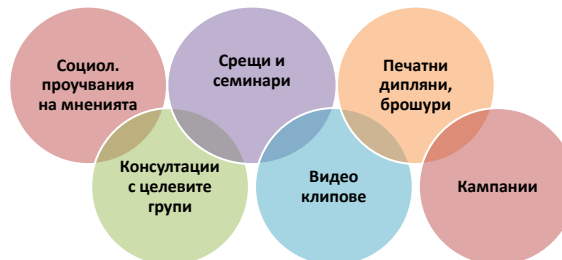 Социол.
проучвания
на мненията
Срещи и
семинари
Печатни
дипляни,
брошури
Консултации
с целевите
групи
Видео
клипове
Кампании